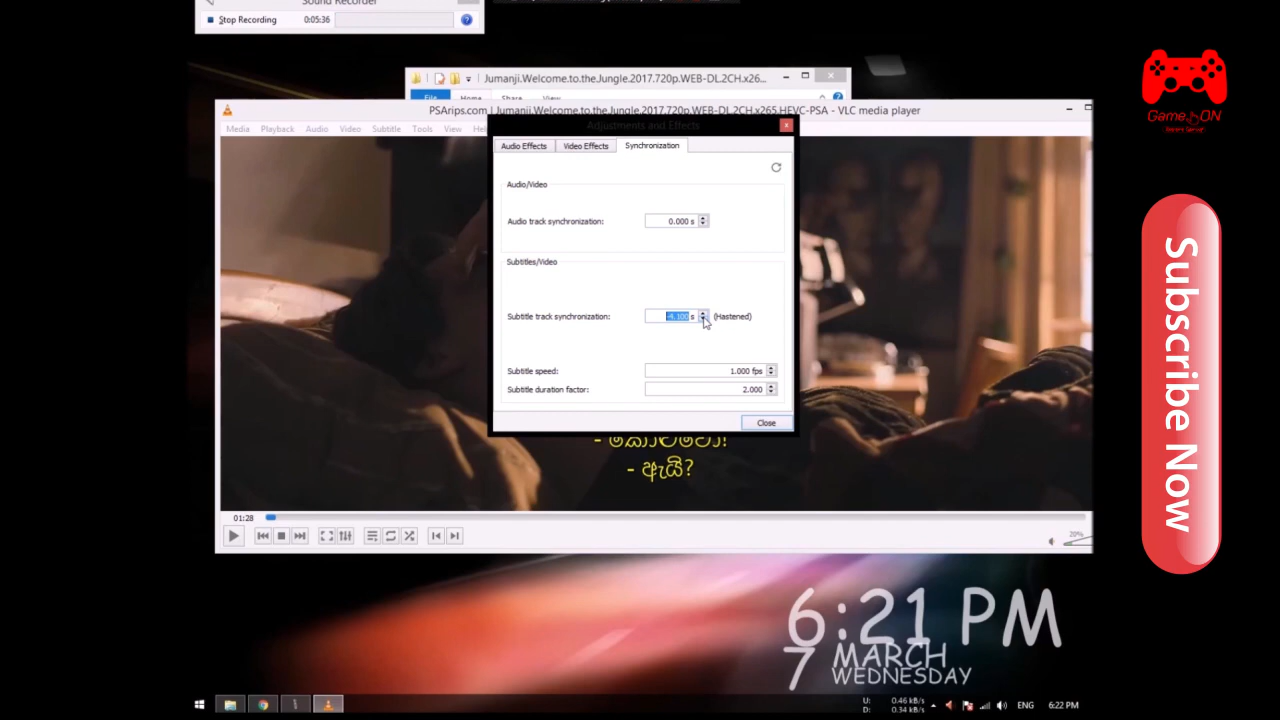 Sound Recorder
Stop Recording 0:05:36
Jumanji.Welcome.to.the.Jungle.2017.720p.WEB-DL.2CH.x26...
File Home Share View
PSArips.com | Jumanji.Welcome.to.the.Jungle.2017.720p.WEB-DL.2CH.x265.HEVC-PSA - VLC media player
Media Playback Audio Video Subtitle Tools View Hel
Adjustments and Effects
Audio Effects Video Effects Synchronization
Audio/Video
Audio track synchronization: 0.000 s
Subtitles/Video
Subtitle track synchronization: s (Hastened)
Subtitle speed: 1.000 fps
Subtitle duration factor: 2.000
Close
- ඇයි?
01:28
20%
6:21 PM
7 MARCH
WEDNESDAY
U: 0.46 kB/s
D: 0.34 kB/s
ENG 6:22 PM
Game ON
Subscribe Now